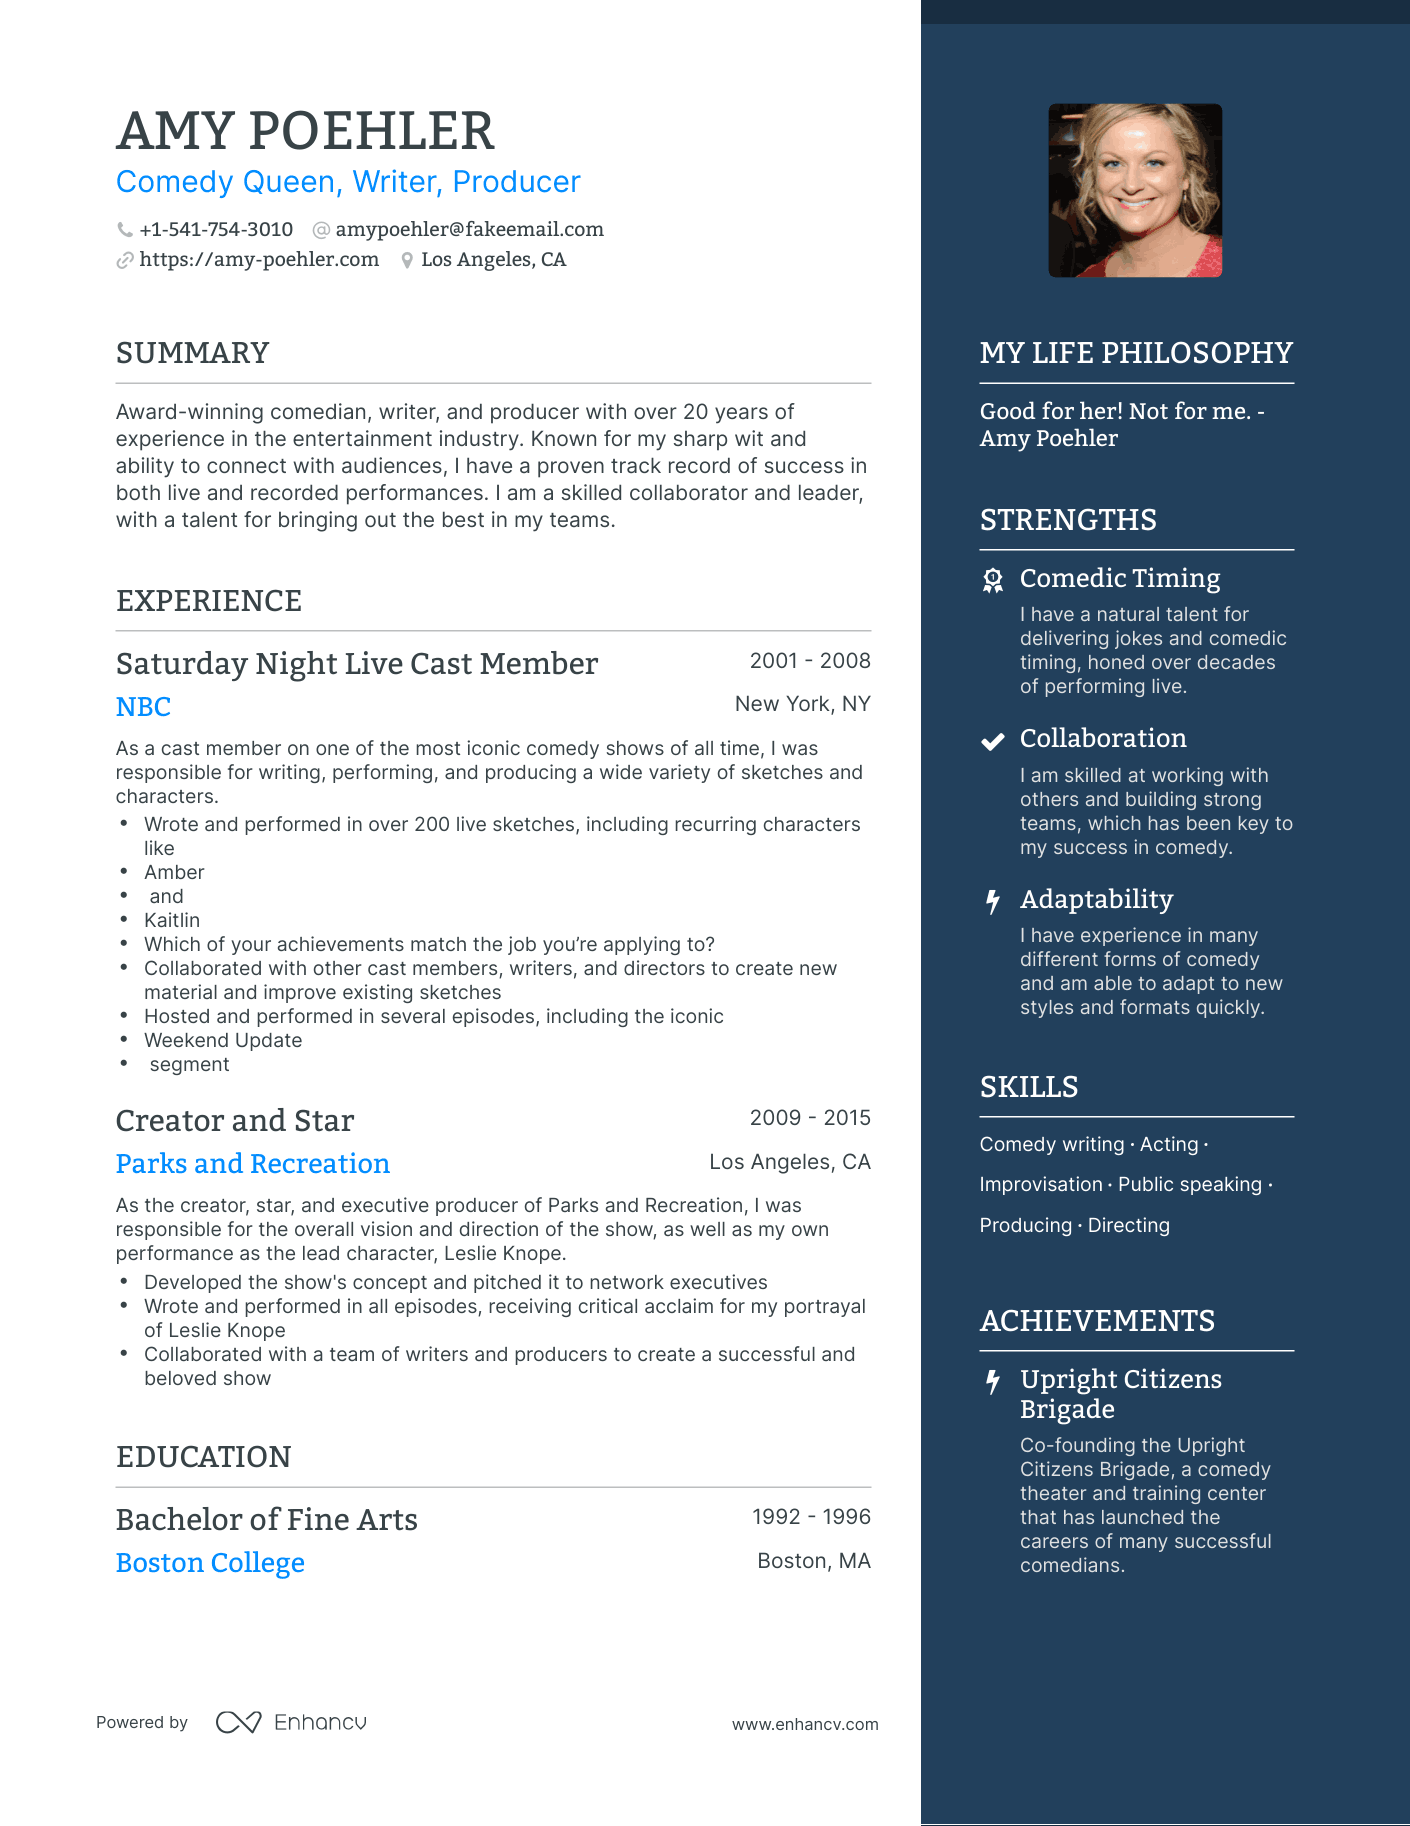 AMY POEHLER
Comedy Queen, Writer, Producer
+1-541-754-3010 @ amypoehler@fakeemail.com
https://amy-poehler.com Los Angeles, CA
SUMMARY
Award-winning comedian, writer, and producer with over 20 years of
experience in the entertainment industry. Known for my sharp wit and
ability to connect with audiences, I have a proven track record of success in
both live and recorded performances. I am a skilled collaborator and leader,
with a talent for bringing out the best in my teams.
EXPERIENCE
Saturday Night Live Cast Member 2001 - 2008
NBC New York, NY
As a cast member on one of the most iconic comedy shows of all time, I was
responsible for writing, performing, and producing a wide variety of sketches and
characters.
• Wrote and performed in over 200 live sketches, including recurring characters
like
• Amber
• and
• Kaitlin
• Which of your achievements match the job you’re applying to?
• Collaborated with other cast members, writers, and directors to create new
material and improve existing sketches
• Hosted and performed in several episodes, including the iconic
• Weekend Update
• segment
Creator and Star 2009 - 2015
Parks and Recreation Los Angeles, CA
As the creator, star, and executive producer of Parks and Recreation, I was
responsible for the overall vision and direction of the show, as well as my own
performance as the lead character, Leslie Knope.
• Developed the show's concept and pitched it to network executives
• Wrote and performed in all episodes, receiving critical acclaim for my portrayal
of Leslie Knope
• Collaborated with a team of writers and producers to create a successful and
beloved show
EDUCATION
Bachelor of Fine Arts 1992 - 1996
Boston College Boston, MA
MY LIFE PHILOSOPHY
Good for her! Not for me. -
Amy Poehler
STRENGTHS
Comedic Timing
I have a natural talent for
delivering jokes and comedic
timing, honed over decades
of performing live.
Collaboration
I am skilled at working with
others and building strong
teams, which has been key to
my success in comedy.
Adaptability
I have experience in many
different forms of comedy
and am able to adapt to new
styles and formats quickly.
SKILLS
Comedy writing · Acting ·
Improvisation · Public speaking ·
Producing · Directing
ACHIEVEMENTS
Upright Citizens
Brigade
Co-founding the Upright
Citizens Brigade, a comedy
theater and training center
that has launched the
careers of many successful
comedians.
Powered by Enhancv www.enhancv.com